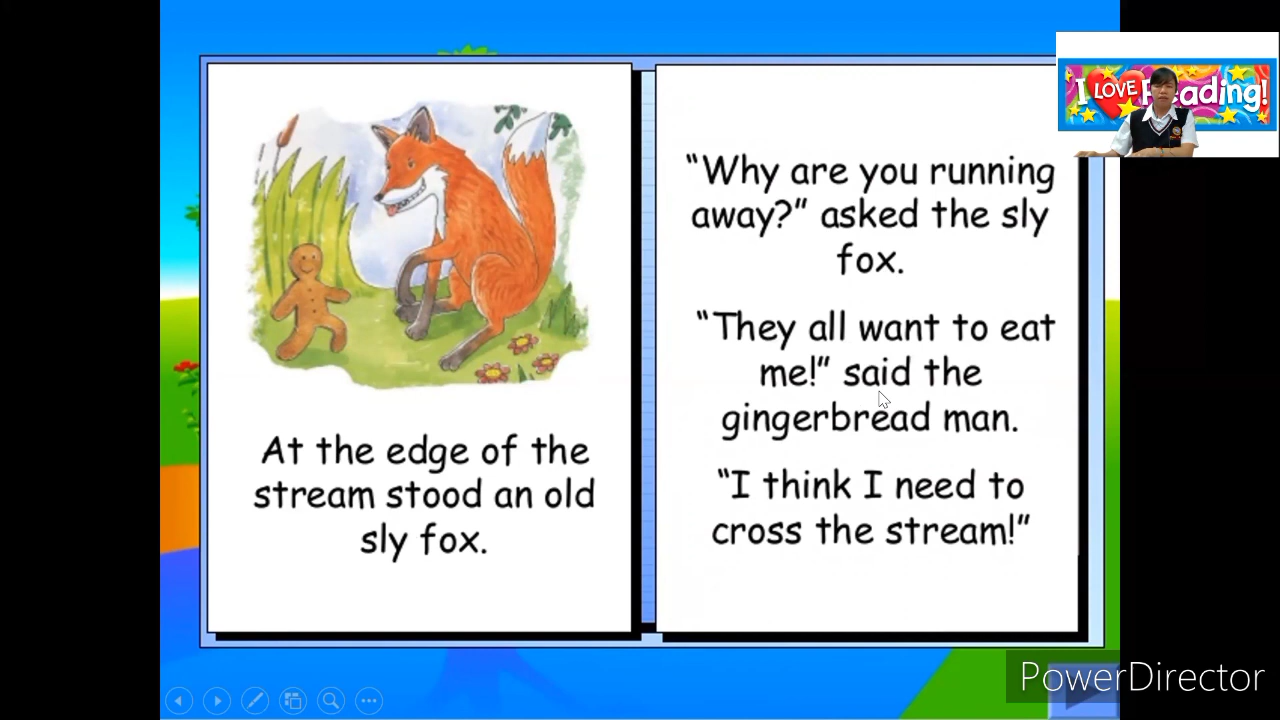 At the edge of the
stream stood an old
sly fox.
“Why are you running
away?” asked the sly
fox.
“They all want to eat
me!” said the
gingerbread man.
“I think I need to
cross the stream!”
I LOVE Reading!
PowerDirector